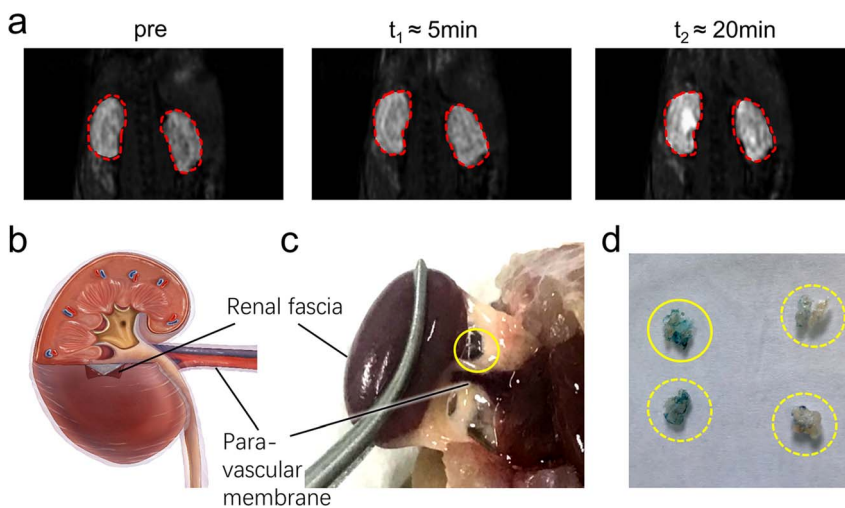 a
pre
t₁ ≈ 5min
t₂ ≈ 20min
b
c
d
Renal fascia
Para-
vascular
membrane